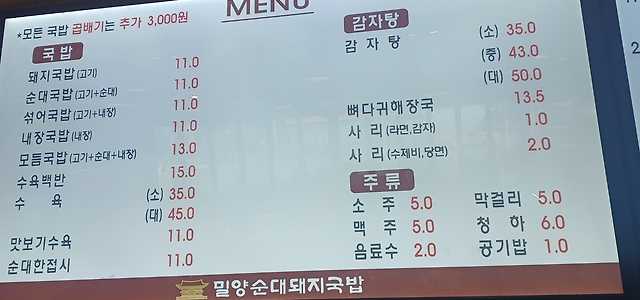 MENU
*모든 국밥 곱빼기는 추가 3,000원
국 밥
돼지국밥(고기) 11.0
순대국밥(고기+순대) 11.0
섞어국밥(고기+내장) 11.0
내장국밥(내장) 11.0
모듬국밥(고기+순대+내장) 13.0
수육백반 15.0
수 육 (소) 35.0
(대) 45.0
맛보기수육 11.0
순대한접시 11.0
감자탕
감 자 탕 (소) 35.0
(중) 43.0
(대) 50.0
뼈다귀해장국 13.5
사 리 (라면,감자) 1.0
사 리 (수제비,당면) 2.0
주 류
소 주 5.0 막걸리 5.0
맥 주 5.0 청 하 6.0
음료수 2.0 공기밥 1.0
밀양순대돼지국밥